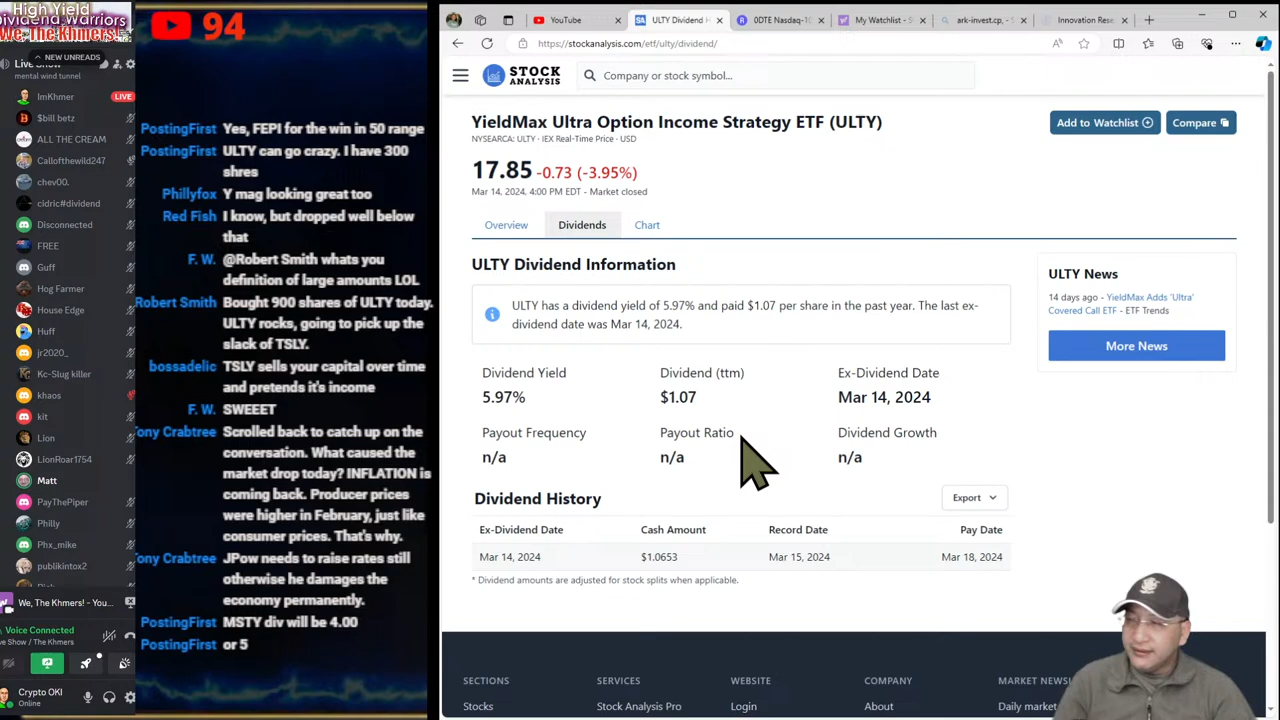 High Yield
Dividend Warriors
We, The Khmers!
NEW UNREADS
mental wind tunnel
ImKhmer
LIVE
$bill betz
ALL THE CREAM
Callofthewild247
chev00.
cidric#dividend
Disconnected
FREE
Guff
Hog Farmer
House Edge
Huff
jr2020_
Kc-Slug killer
khaos
kit
Lion
LionRoar1754
Matt
PayThePiper
Philly
Phx_mike
publikintox2
We, The Khmers! - You...
Voice Connected
ive Show / The Khmers
Crypto OKI
Online
94
PostingFirst Yes, FEPI for the win in 50 range
PostingFirst ULTY can go crazy. I have 300
shres
Phillyfox Y mag looking great too
Red Fish I know, but dropped well below
that
F. W. @Robert Smith whats you
definition of large amounts LOL
Robert Smith Bought 900 shares of ULTY today.
ULTY rocks, going to pick up the
slack of TSLY.
bossadelic TSLY sells your capital over time
and pretends it's income
F. W. SWEEET
Tony Crabtree Scrolled back to catch up on the
conversation. What caused the
market drop today? INFLATION is
coming back. Producer prices
were higher in February, just like
consumer prices. That's why.
Tony Crabtree JPow needs to raise rates still
otherwise he damages the
economy permanently.
PostingFirst MSTY div will be 4.00
PostingFirst or 5
YouTube
ULTY Dividend H
0DTE Nasdaq-10
My Watchlist - S
ark-invest.cp, - S
Innovation Rese
https://stockanalysis.com/etf/ulty/dividend/
STOCK
ANALYSIS
Company or stock symbol...
YieldMax Ultra Option Income Strategy ETF (ULTY)
Add to Watchlist
Compare
NYSEARCA: ULTY · IEX Real-Time Price · USD
17.85 -0.73 (-3.95%)
Mar 14, 2024, 4:00 PM EDT - Market closed
Overview Dividends Chart
ULTY Dividend Information
ULTY has a dividend yield of 5.97% and paid $1.07 per share in the past year. The last ex-
dividend date was Mar 14, 2024.
Dividend Yield Dividend (ttm) Ex-Dividend Date
5.97% $1.07 Mar 14, 2024
Payout Frequency Payout Ratio Dividend Growth
n/a n/a n/a
Dividend History
Export
Ex-Dividend Date Cash Amount Record Date Pay Date
Mar 14, 2024 $1.0653 Mar 15, 2024 Mar 18, 2024
* Dividend amounts are adjusted for stock splits when applicable.
ULTY News
14 days ago - YieldMax Adds 'Ultra'
Covered Call ETF - ETF Trends
More News
SECTIONS SERVICES WEBSITE COMPANY MARKET NEWSL
Stocks Stock Analysis Pro Login About Daily market